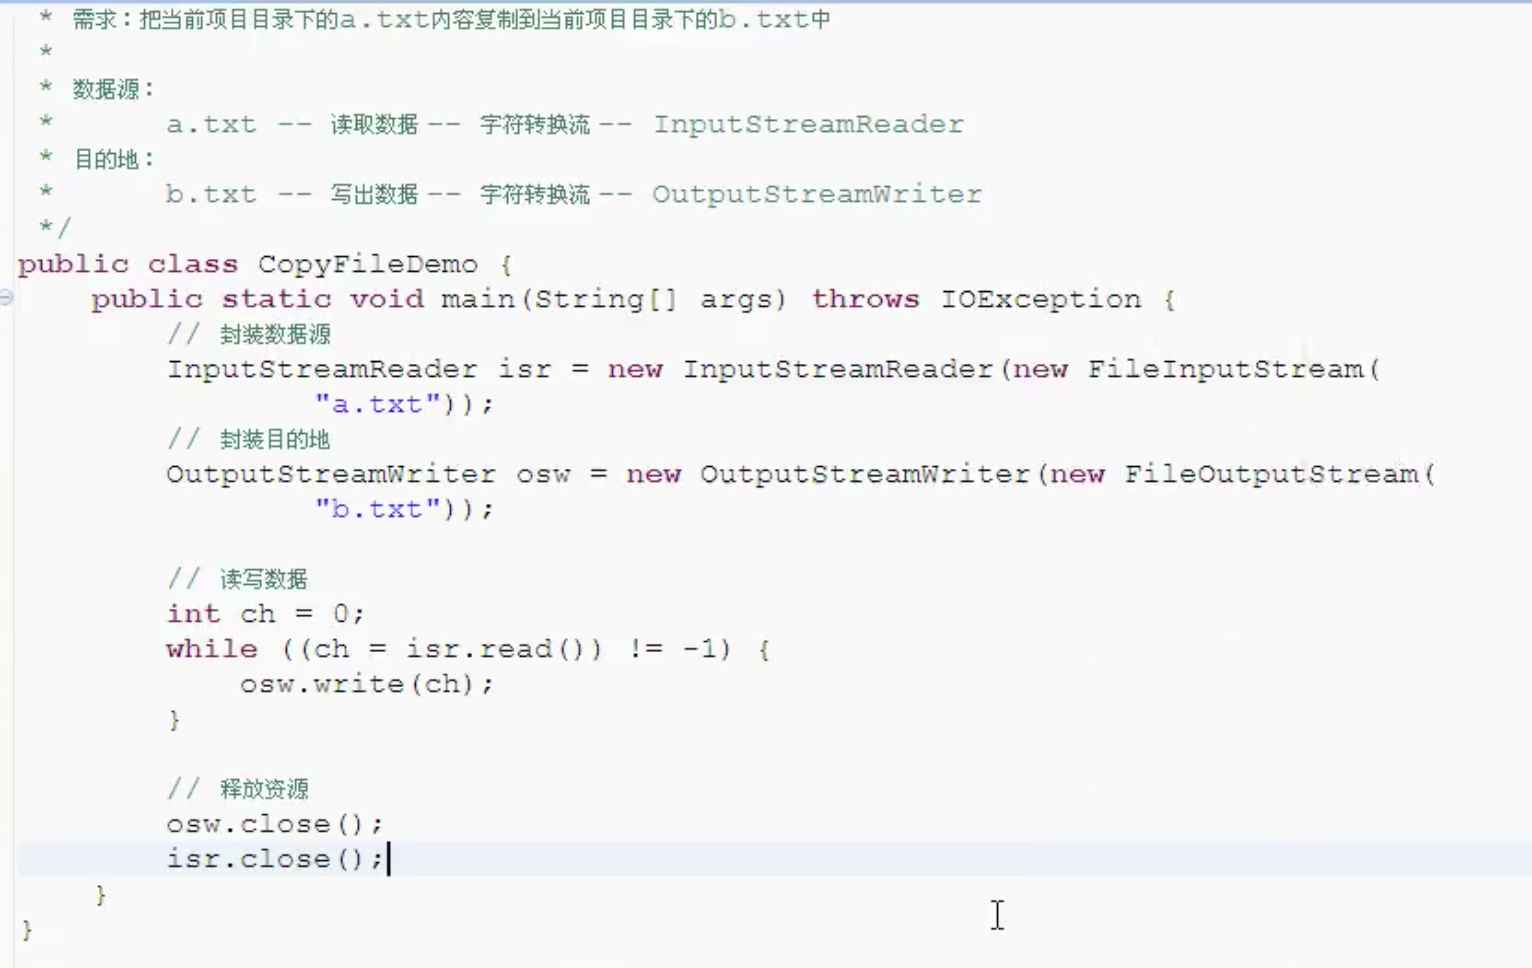 * 需求:把当前项目目录下的a.txt内容复制到当前项目目录下的b.txt中
*
* 数据源:
* a.txt -- 读取数据 -- 字符转换流 -- InputStreamReader
* 目的地:
* b.txt -- 写出数据 -- 字符转换流 -- OutputStreamWriter
*/
public class CopyFileDemo {
public static void main(String[] args) throws IOException {
// 封装数据源
InputStreamReader isr = new InputStreamReader(new FileInputStream(
"a.txt"));
// 封装目的地
OutputStreamWriter osw = new OutputStreamWriter(new FileOutputStream(
"b.txt"));
// 读写数据
int ch = 0;
while ((ch = isr.read()) != -1) {
osw.write(ch);
}
// 释放资源
osw.close();
isr.close();
}
}